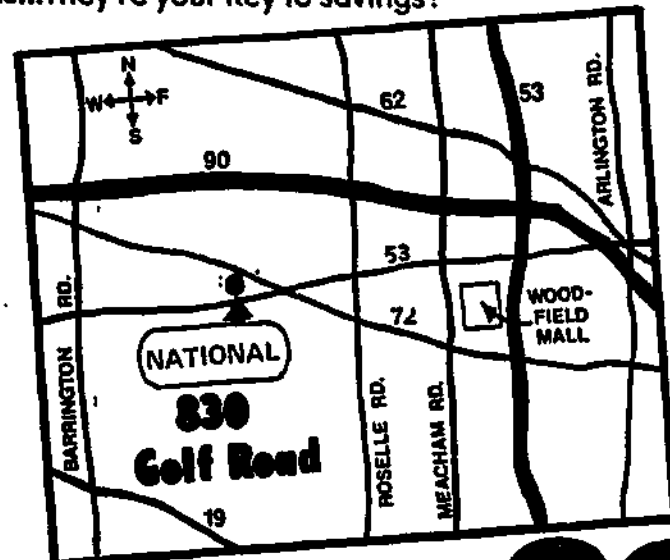 They're your key to savings!
N
W F
S
62
53
ARLINGTON RD.
90
53
WOOD-
FIELD
MALL
72
BARRINGTON RD.
NATIONAL
830
Golf Road
ROSELLE RD.
MEACHAM RD.
19